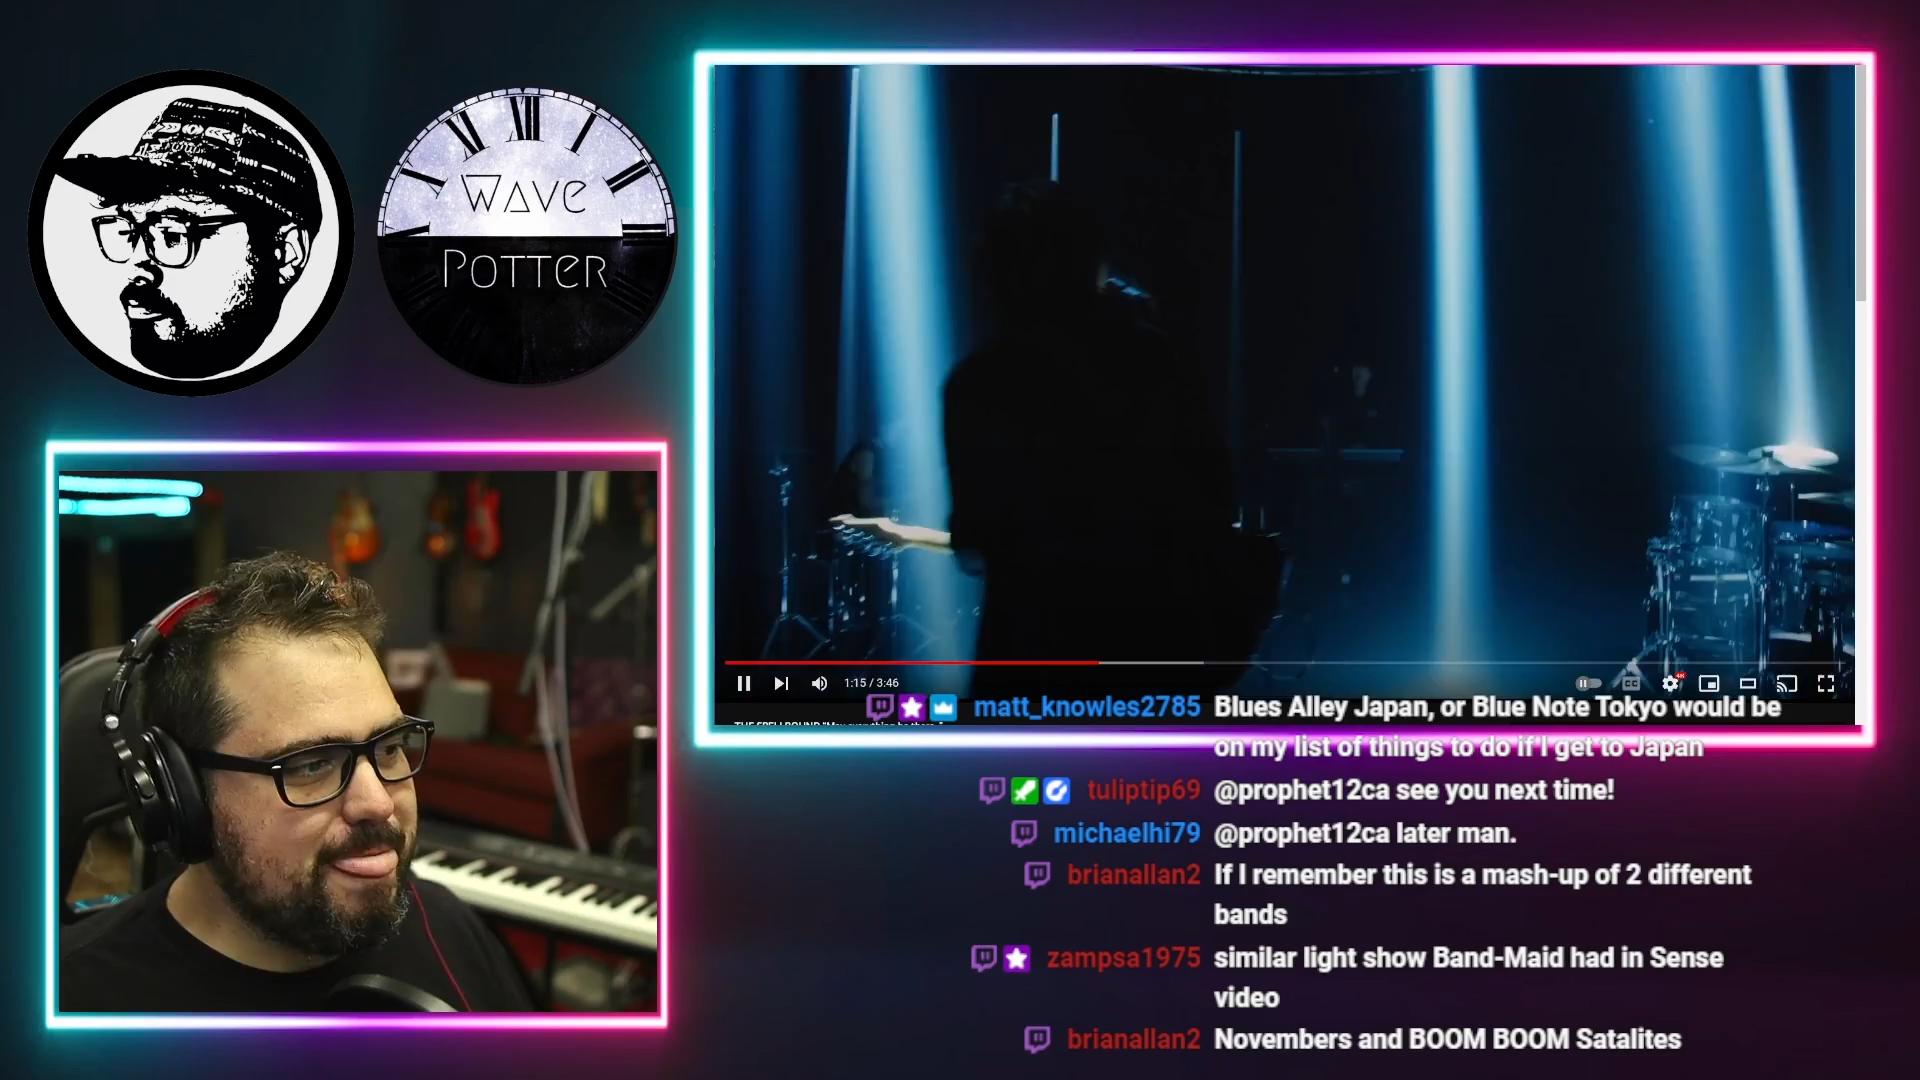 XII
WAVE
POTTER
1:15 / 3:46
CC
4K
matt_knowles2785 Blues Alley Japan, or Blue Note Tokyo would be
on my list of things to do if I get to Japan
tuliptip69 @prophet12ca see you next time!
michaelhi79 @prophet12ca later man.
brianallan2 If I remember this is a mash-up of 2 different
bands
zampsa1975 similar light show Band-Maid had in Sense
video
brianallan2 Novembers and BOOM BOOM Satalites